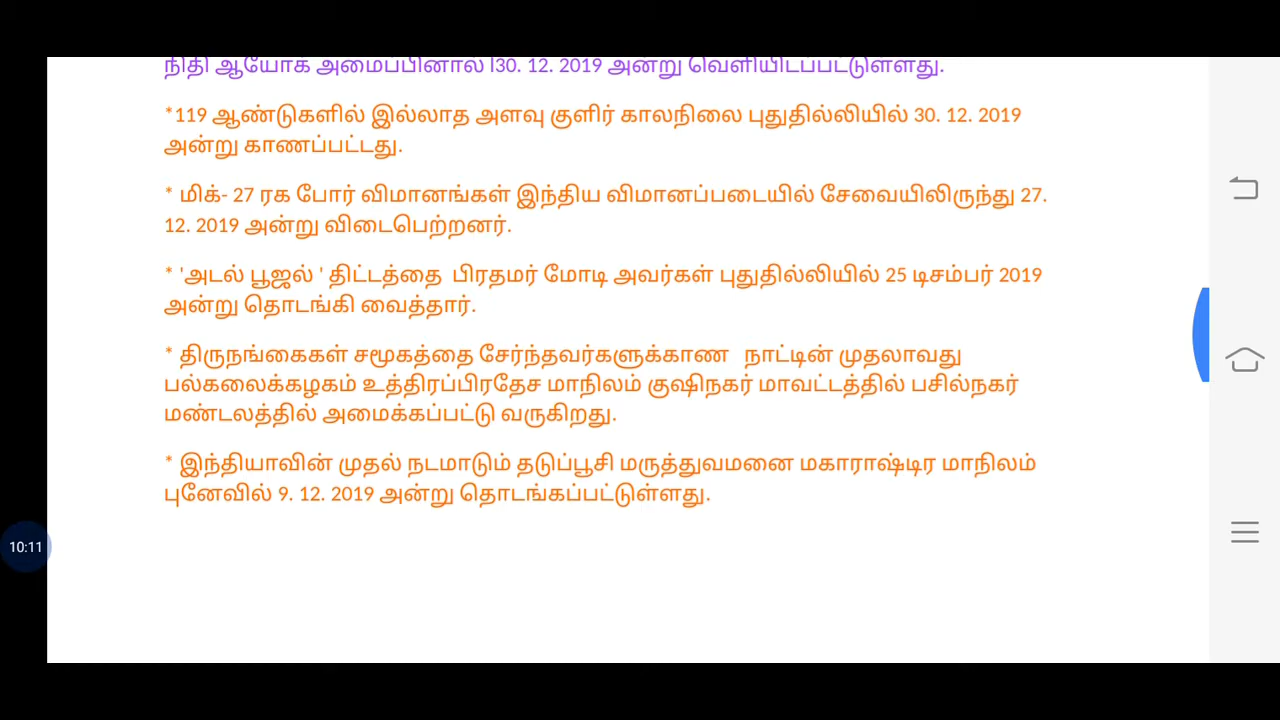 நிதி ஆயோக் அமைப்பினால் l30. 12. 2019 அன்று வெளியிடப்பட்டுள்ளது.
*119 ஆண்டுகளில் இல்லாத அளவு குளிர் காலநிலை புதுதில்லியில் 30. 12. 2019
அன்று காணப்பட்டது.
* மிக்- 27 ரக போர் விமானங்கள் இந்திய விமானப்படையில் சேவையிலிருந்து 27.
12. 2019 அன்று விடைபெற்றனர்.
* 'அடல் பூஜல் ' திட்டத்தை பிரதமர் மோடி அவர்கள் புதுதில்லியில் 25 டிசம்பர் 2019
அன்று தொடங்கி வைத்தார்.
* திருநங்கைகள் சமூகத்தை சேர்ந்தவர்களுக்காண நாட்டின் முதலாவது
பல்கலைக்கழகம் உத்திரப்பிரதேச மாநிலம் குஷிநகர் மாவட்டத்தில் பசில்நகர்
மண்டலத்தில் அமைக்கப்பட்டு வருகிறது.
* இந்தியாவின் முதல் நடமாடும் தடுப்பூசி மருத்துவமனை மகாராஷ்டிர மாநிலம்
புனேவில் 9. 12. 2019 அன்று தொடங்கப்பட்டுள்ளது.
10:11